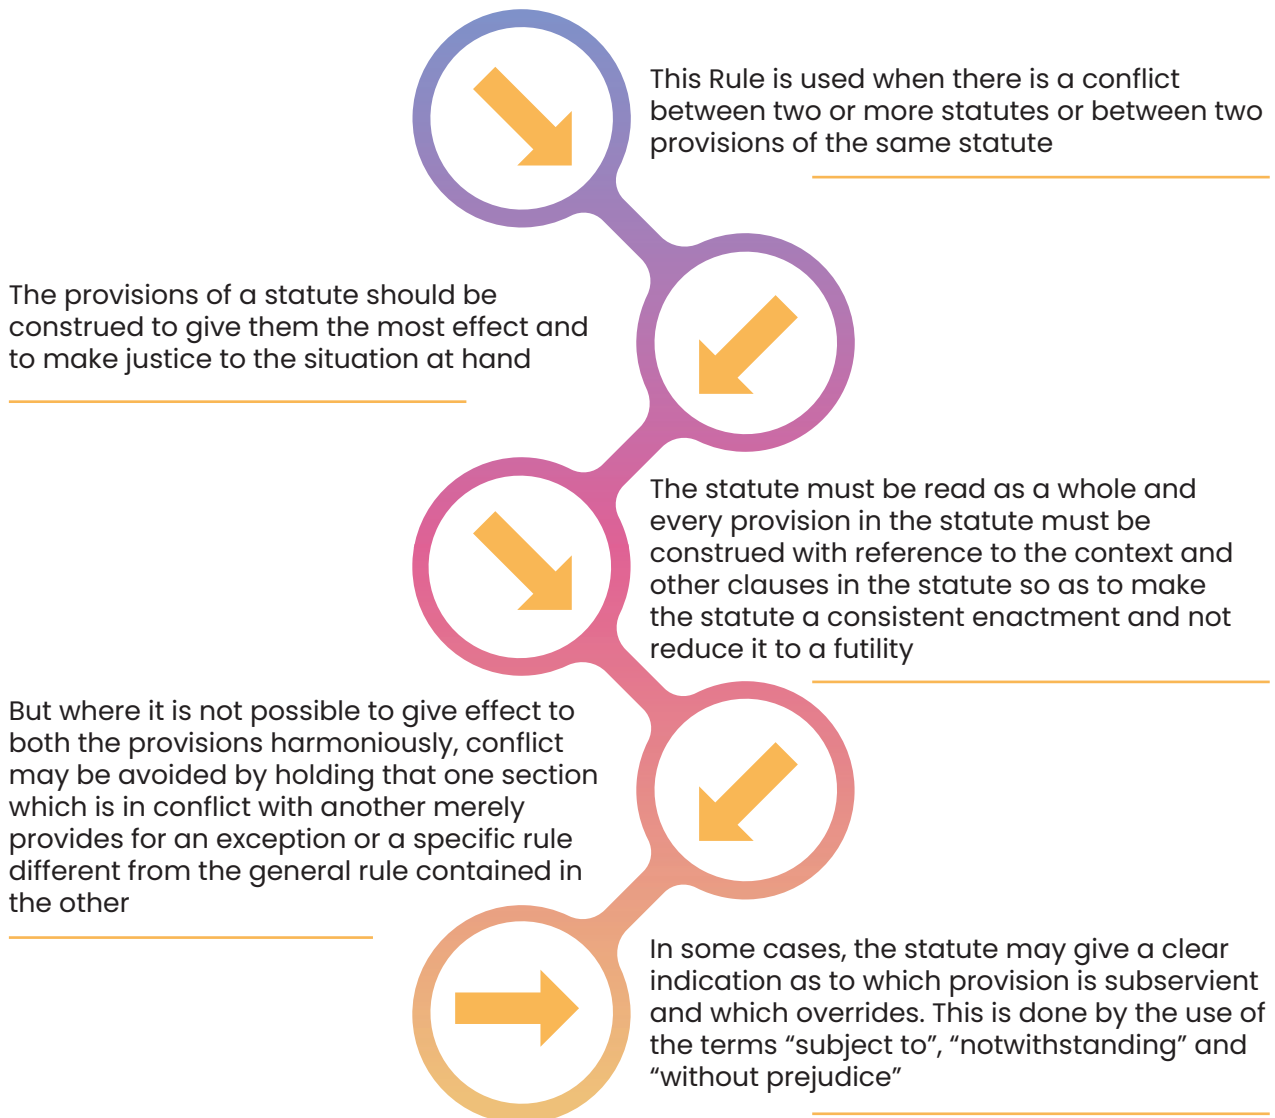 This Rule is used when there is a conflict
between two or more statutes or between two
provisions of the same statute
The provisions of a statute should be
construed to give them the most effect and
to make justice to the situation at hand
The statute must be read as a whole and
every provision in the statute must be
construed with reference to the context and
other clauses in the statute so as to make
the statute a consistent enactment and not
reduce it to a futility
But where it is not possible to give effect to
both the provisions harmoniously, conflict
may be avoided by holding that one section
which is in conflict with another merely
provides for an exception or a specific rule
different from the general rule contained in
the other
In some cases, the statute may give a clear
indication as to which provision is subservient
and which overrides. This is done by the use of
the terms “subject to”, “notwithstanding” and
“without prejudice”